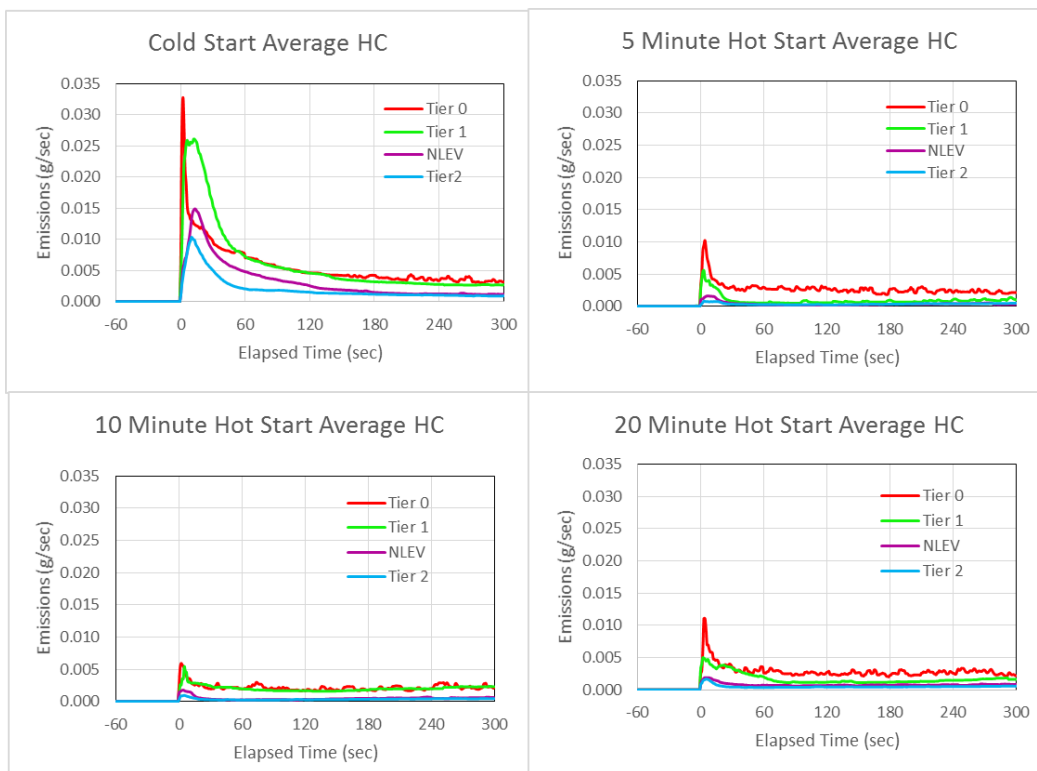 Cold Start Average HC
0.035
0.030
0.025
0.020
0.015
0.010
0.005
0.000
Emissions (g/sec)
Tier 0
Tier 1
NLEV
Tier2
-60 0 60 120 180 240 300
Elapsed Time (sec)
5 Minute Hot Start Average HC
0.035
0.030
0.025
0.020
0.015
0.010
0.005
0.000
Emissions (g/sec)
Tier 0
Tier 1
NLEV
Tier 2
-60 0 60 120 180 240 300
Elapsed Time (sec)
10 Minute Hot Start Average HC
0.035
0.030
0.025
0.020
0.015
0.010
0.005
0.000
Emissions (g/sec)
Tier 0
Tier 1
NLEV
Tier 2
-60 0 60 120 180 240 300
Elapsed Time (sec)
20 Minute Hot Start Average HC
0.035
0.030
0.025
0.020
0.015
0.010
0.005
0.000
Emissions (g/sec)
Tier 0
Tier 1
NLEV
Tier 2
-60 0 60 120 180 240 300
Elapsed Time (sec)